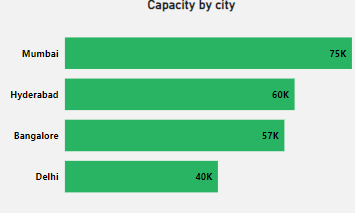 Capacity by city
Mumbai 75K
Hyderabad 60K
Bangalore 57K
Delhi 40K